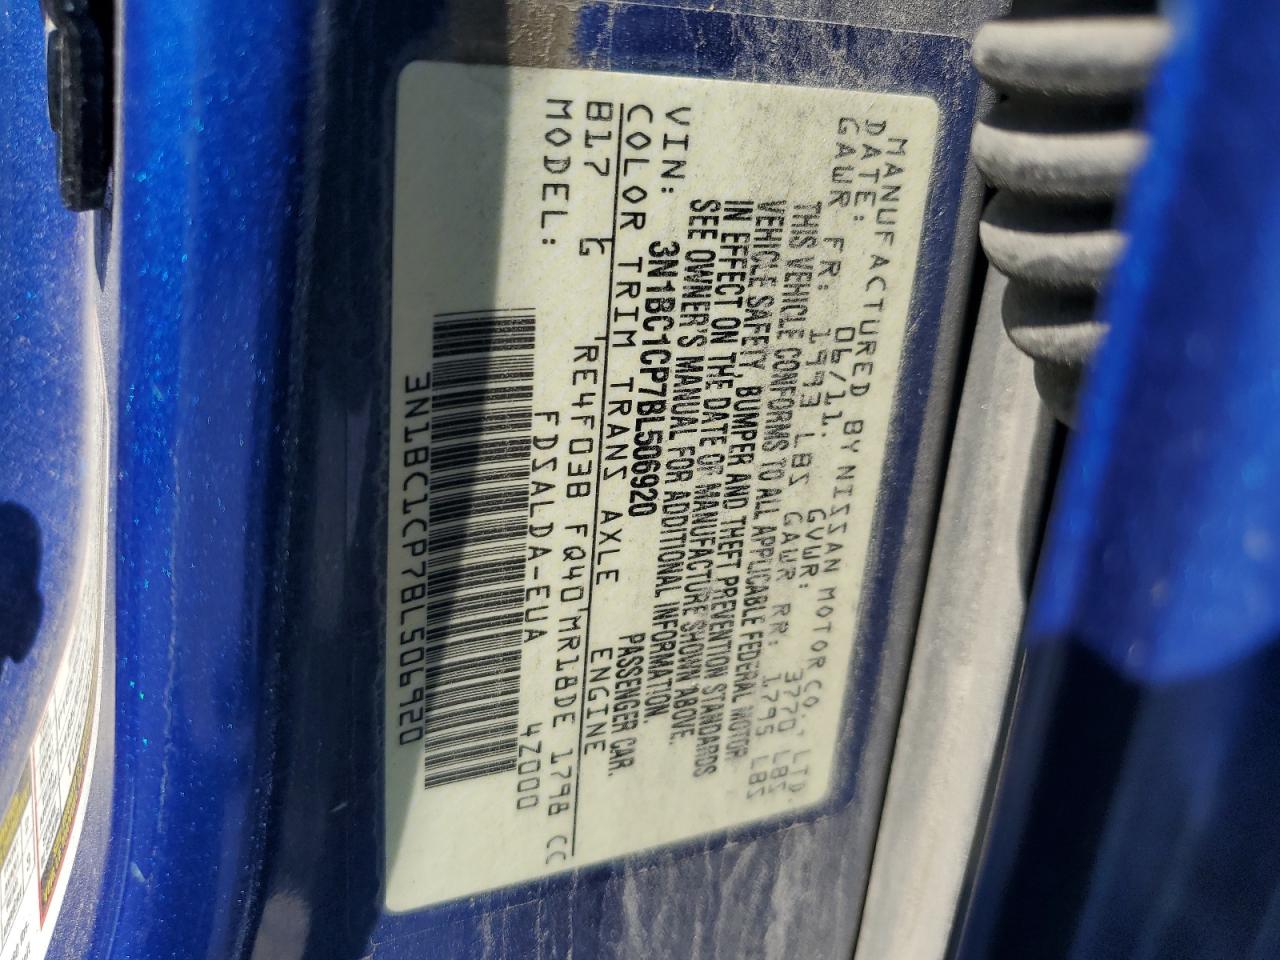 MANUFACTURED BY NISSAN MOTOR CO., LTD.
DATE: 06/11. GVWR: 3770 LBS
GAWR FR: 1993 LBS GAWR RR: 1795 LBS
THIS VEHICLE CONFORMS TO ALL APPLICABLE FEDERAL MOTOR
VEHICLE SAFETY, BUMPER AND THEFT PREVENTION STANDARDS
IN EFFECT ON THE DATE OF MANUFACTURE SHOWN ABOVE.
SEE OWNER'S MANUAL FOR ADDITIONAL INFORMATION.
VIN: 3N1BC1CP7BL506920 PASSENGER CAR.
COLOR TRIM TRANS AXLE ENGINE
B17 G RE4F03B FQ40 MR18DE 1798 CC
MODEL: FDSALDA-EUA 4Z000
3N1BC1CP7BL506920